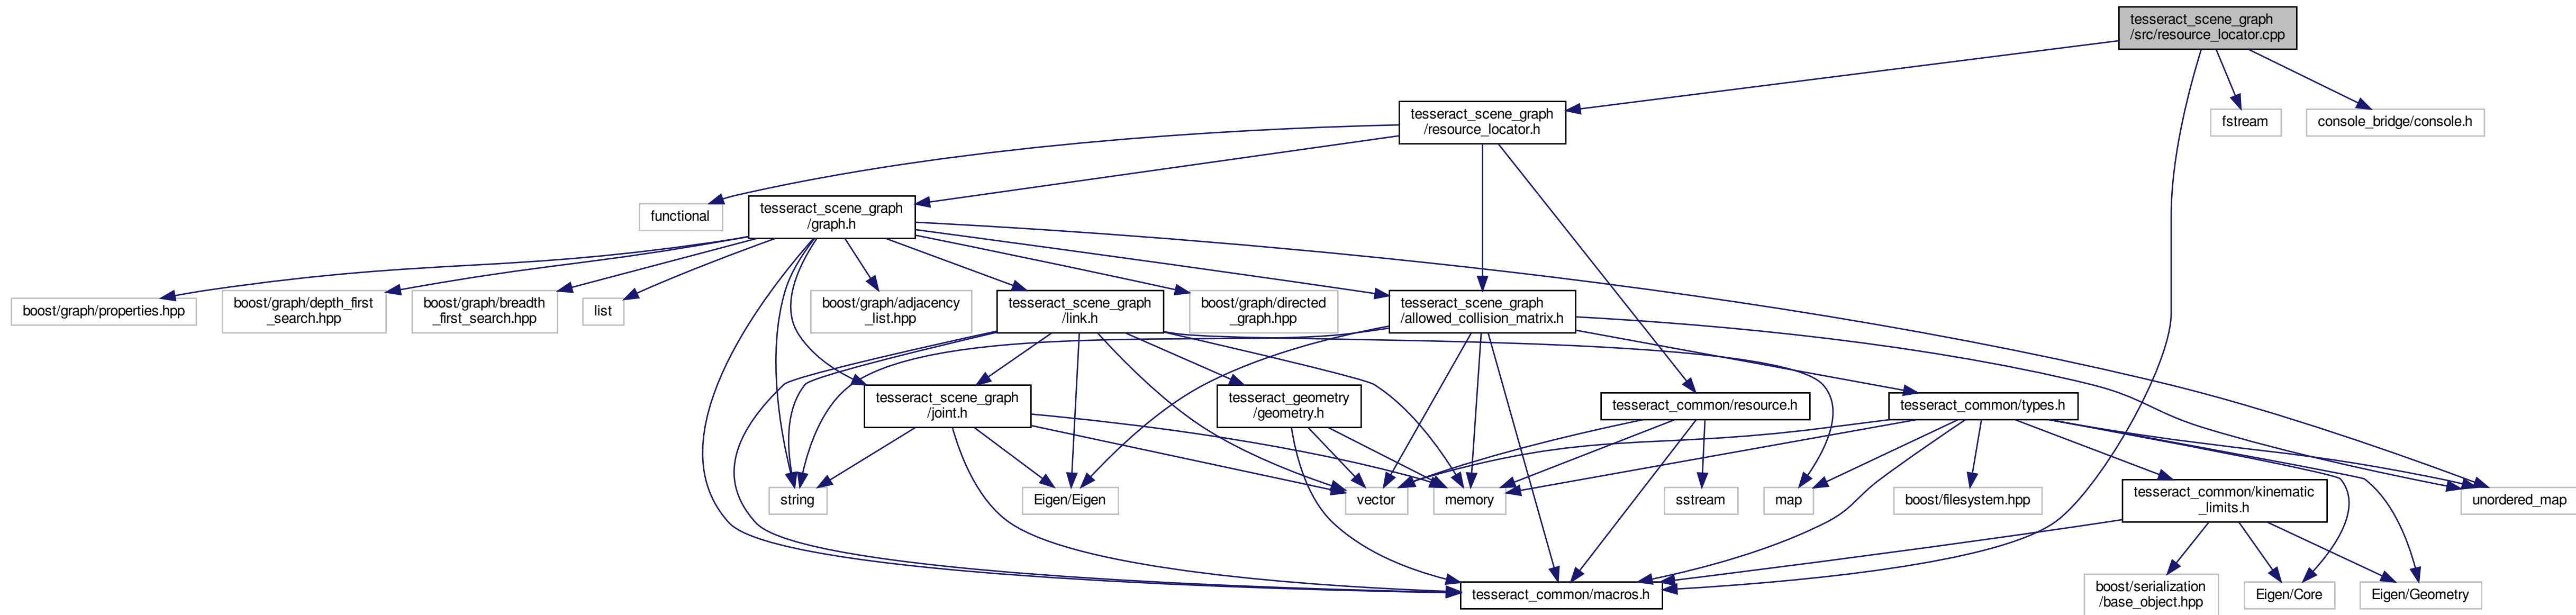 tesseract_scene_graph
/src/resource_locator.cpp
tesseract_scene_graph
/resource_locator.h
fstream
console_bridge/console.h
functional
tesseract_scene_graph
/graph.h
boost/graph/properties.hpp
boost/graph/depth_first
_search.hpp
boost/graph/breadth
_first_search.hpp
list
boost/graph/adjacency
_list.hpp
tesseract_scene_graph
/link.h
boost/graph/directed
_graph.hpp
tesseract_scene_graph
/allowed_collision_matrix.h
tesseract_scene_graph
/joint.h
tesseract_geometry
/geometry.h
tesseract_common/resource.h
tesseract_common/types.h
string
Eigen/Eigen
vector
memory
sstream
map
boost/filesystem.hpp
tesseract_common/kinematic
_limits.h
unordered_map
tesseract_common/macros.h
boost/serialization
/base_object.hpp
Eigen/Core
Eigen/Geometry